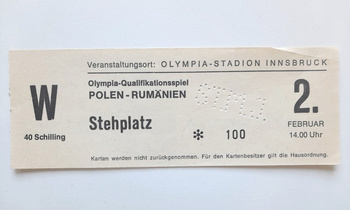 Veranstaltungsort: OLYMPIA-STADION INNSBRUCK
W
40 Schilling
Olympia-Qualifikationsspiel
POLEN-RUMÄNIEN
Stehplatz
* 100
2.
FEBRUAR
14.00 Uhr
Karten werden nicht zurückgenommen. Für den Kartenbesitzer gilt die Hausordnung.